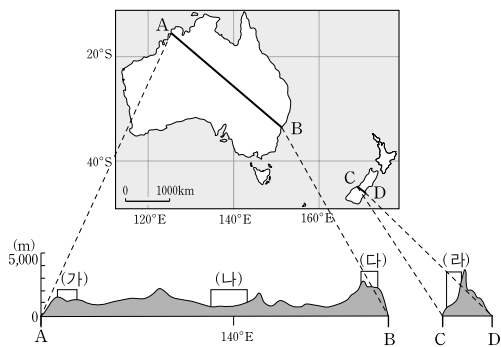 A
20°S
B
40°S
C
D
0 1000km
120°E 140°E 160°E
(m)
5,000
(가) (나) (다) (라)
0
A 140°E B C D